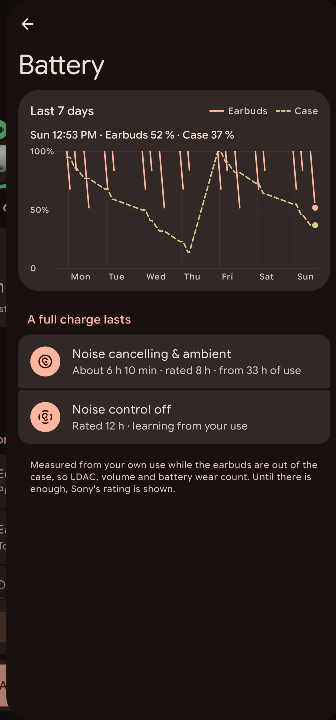 Battery
Last 7 days
Earbuds
Case
Sun 12:53 PM · Earbuds 52 % · Case 37 %
100%
50%
0
Mon Tue Wed Thu Fri Sat Sun
A full charge lasts
Noise cancelling & ambient
About 6 h 10 min · rated 8 h · from 33 h of use
Noise control off
Rated 12 h · learning from your use
Measured from your own use while the earbuds are out of the
case, so LDAC, volume and battery wear count. Until there is
enough, Sony's rating is shown.